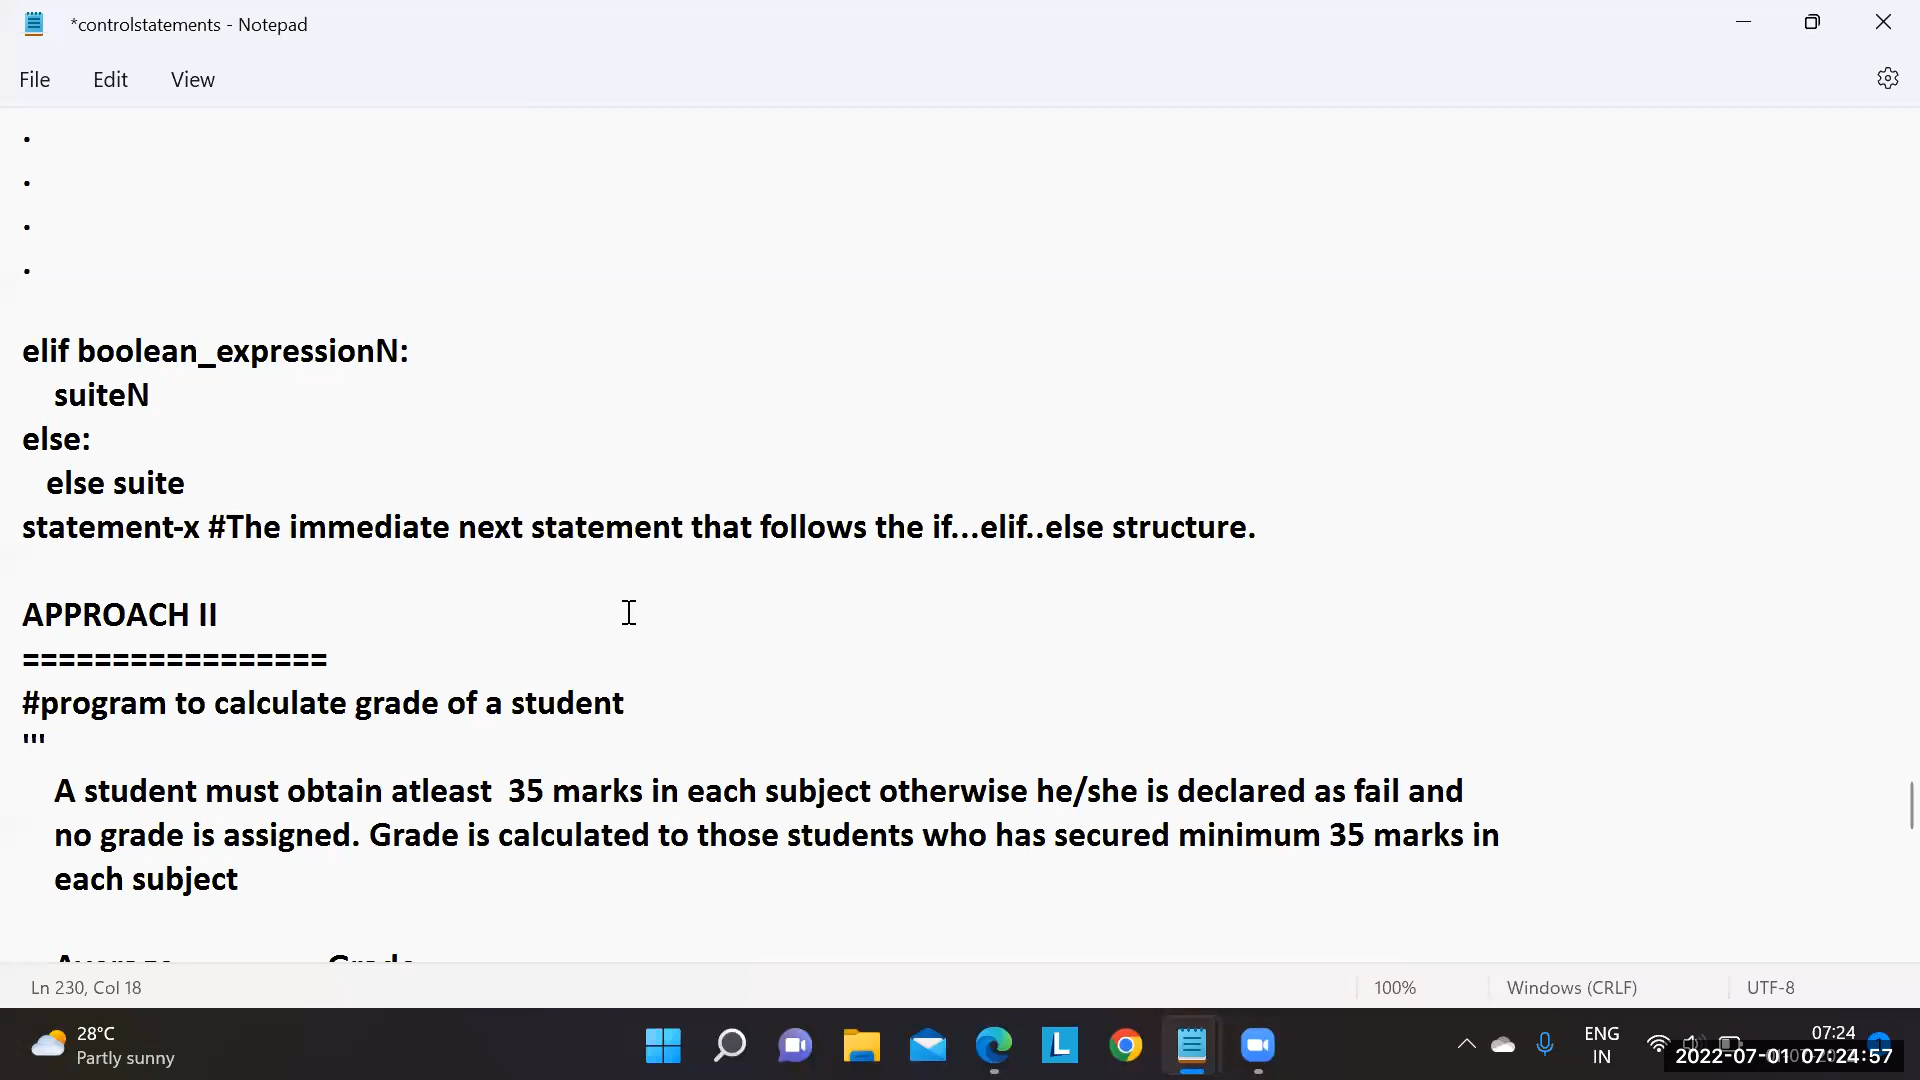 *controlstatements - Notepad
File Edit View
.
.
.
.
elif boolean_expressionN:
suiteN
else:
else suite
statement-x #The immediate next statement that follows the if...elif..else structure.
APPROACH II
=================
#program to calculate grade of a student
'''
A student must obtain atleast  35 marks in each subject otherwise he/she is declared as fail and
no grade is assigned. Grade is calculated to those students who has secured minimum 35 marks in
each subject
Average Grade
Ln 230, Col 18 100% Windows (CRLF) UTF-8
28°C
Partly sunny
L
ENG
IN
07:24
2022-07-01 07:24:57